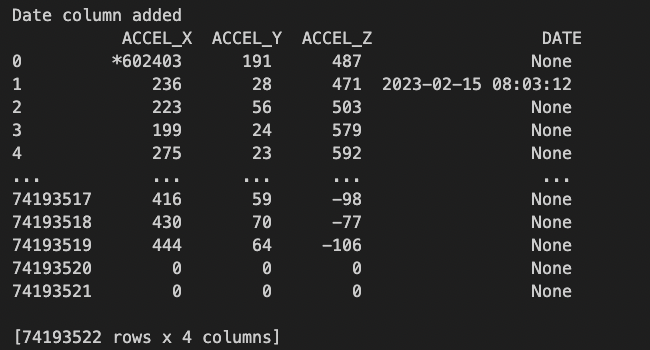 Date column added
ACCEL_X ACCEL_Y ACCEL_Z DATE
0 *602403 191 487 None
1 236 28 471 2023-02-15 08:03:12
2 223 56 503 None
3 199 24 579 None
4 275 23 592 None
... ... ... ... ...
74193517 416 59 -98 None
74193518 430 70 -77 None
74193519 444 64 -106 None
74193520 0 0 0 None
74193521 0 0 0 None
[74193522 rows x 4 columns]